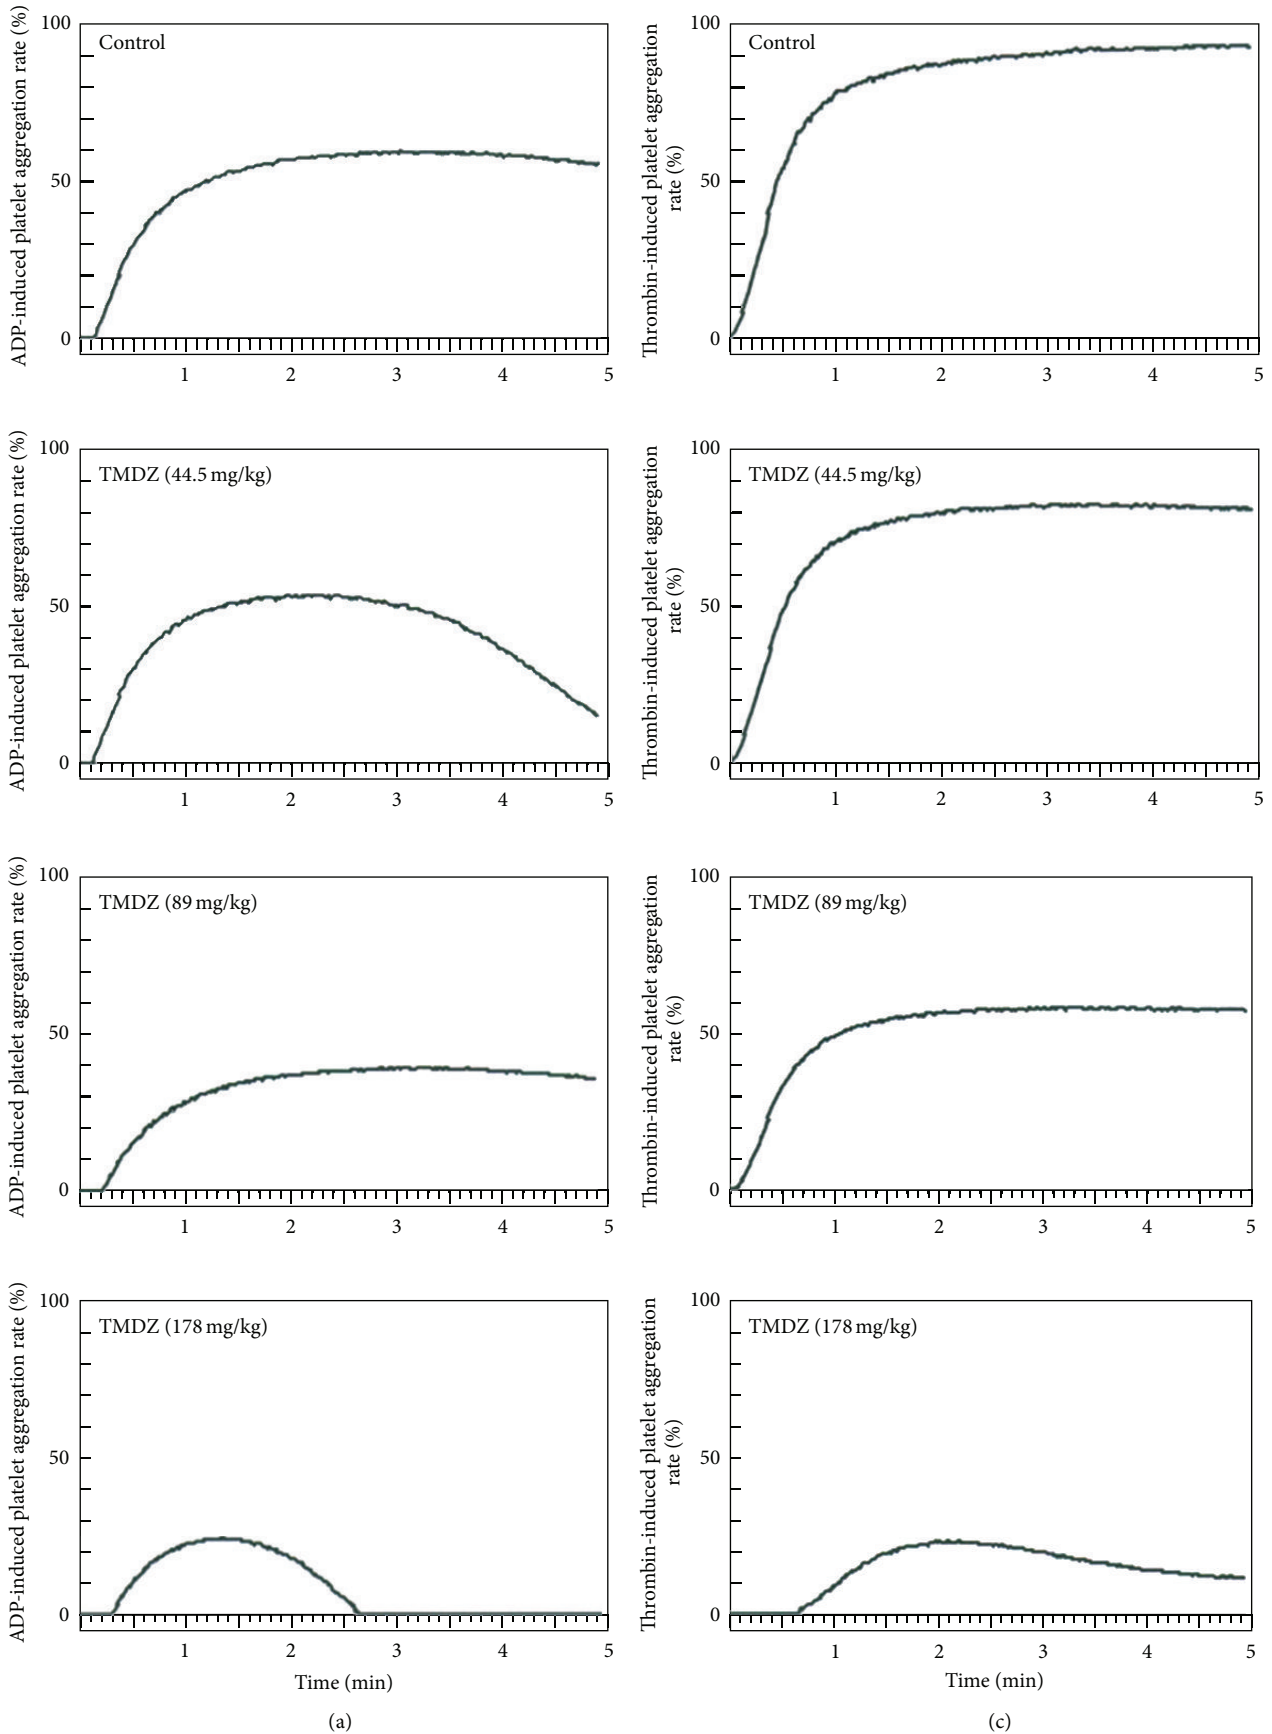 ADP-induced platelet aggregation rate (%)
100
50
0
Control
1 2 3 4 5
Thrombin-induced platelet aggregation
rate (%)
100
50
0
Control
1 2 3 4 5
ADP-induced platelet aggregation rate (%)
100
50
0
TMDZ (44.5 mg/kg)
1 2 3 4 5
Thrombin-induced platelet aggregation
rate (%)
100
50
0
TMDZ (44.5 mg/kg)
1 2 3 4 5
ADP-induced platelet aggregation rate (%)
100
50
0
TMDZ (89 mg/kg)
1 2 3 4 5
Thrombin-induced platelet aggregation
rate (%)
100
50
0
TMDZ (89 mg/kg)
1 2 3 4 5
ADP-induced platelet aggregation rate (%)
100
50
0
TMDZ (178 mg/kg)
1 2 3 4 5
Time (min)
(a)
Thrombin-induced platelet aggregation
rate (%)
100
50
0
TMDZ (178 mg/kg)
1 2 3 4 5
Time (min)
(c)